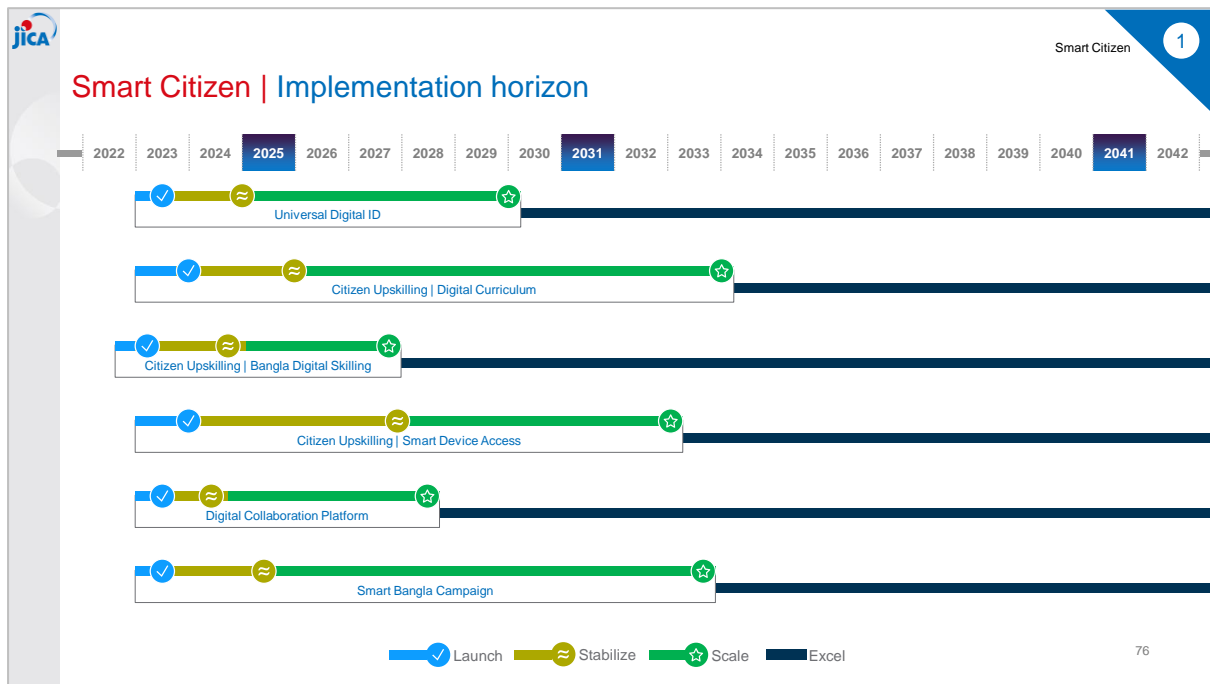 jICA
Smart Citizen 1
Smart Citizen | Implementation horizon
2022 2023 2024 2025 2026 2027 2028 2029 2030 2031 2032 2033 2034 2035 2036 2037 2038 2039 2040 2041 2042
Universal Digital ID
Citizen Upskilling | Digital Curriculum
Citizen Upskilling | Bangla Digital Skilling
Citizen Upskilling | Smart Device Access
Digital Collaboration Platform
Smart Bangla Campaign
Launch Stabilize Scale Excel
76